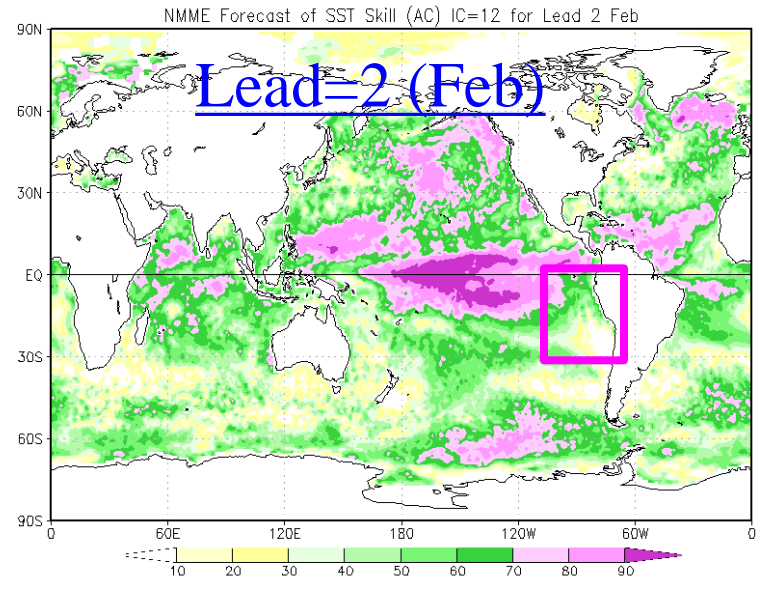 NMME Forecast of SST Skill (AC) IC=12 for Lead 2 Feb
Lead=2 (Feb)
90N
60N
30N
EQ
30S
60S
90S
0 60E 120E 180 120W 60W 0
10 20 30 40 50 60 70 80 90